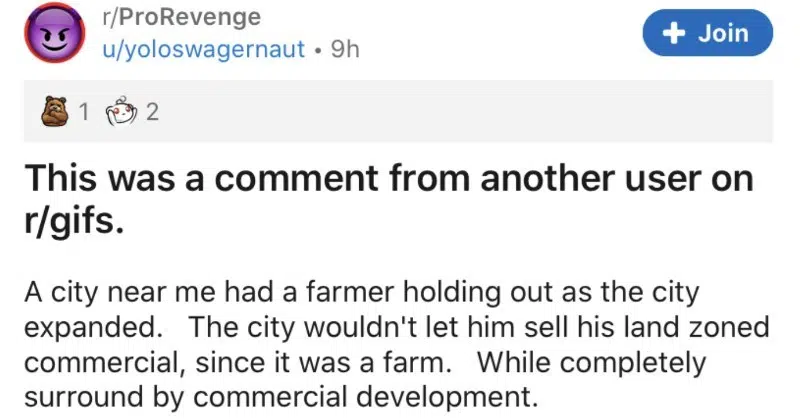 r/ProRevenge
u/yoloswagernaut • 9h
+ Join
1 2
This was a comment from another user on
r/gifs.
A city near me had a farmer holding out as the city
expanded.   The city wouldn't let him sell his land zoned
commercial, since it was a farm.   While completely
surround by commercial development.